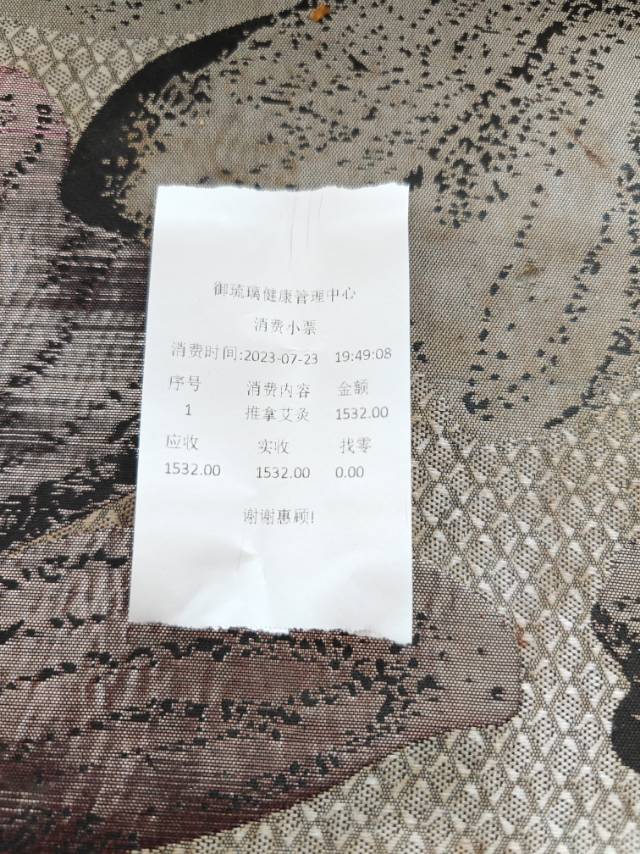 御琉璃健康管理中心
消费小票
消费时间:2023-07-23 19:49:08
序号 消费内容 金额
1 推拿艾灸 1532.00
应收 实收 找零
1532.00 1532.00 0.00
谢谢惠顾!